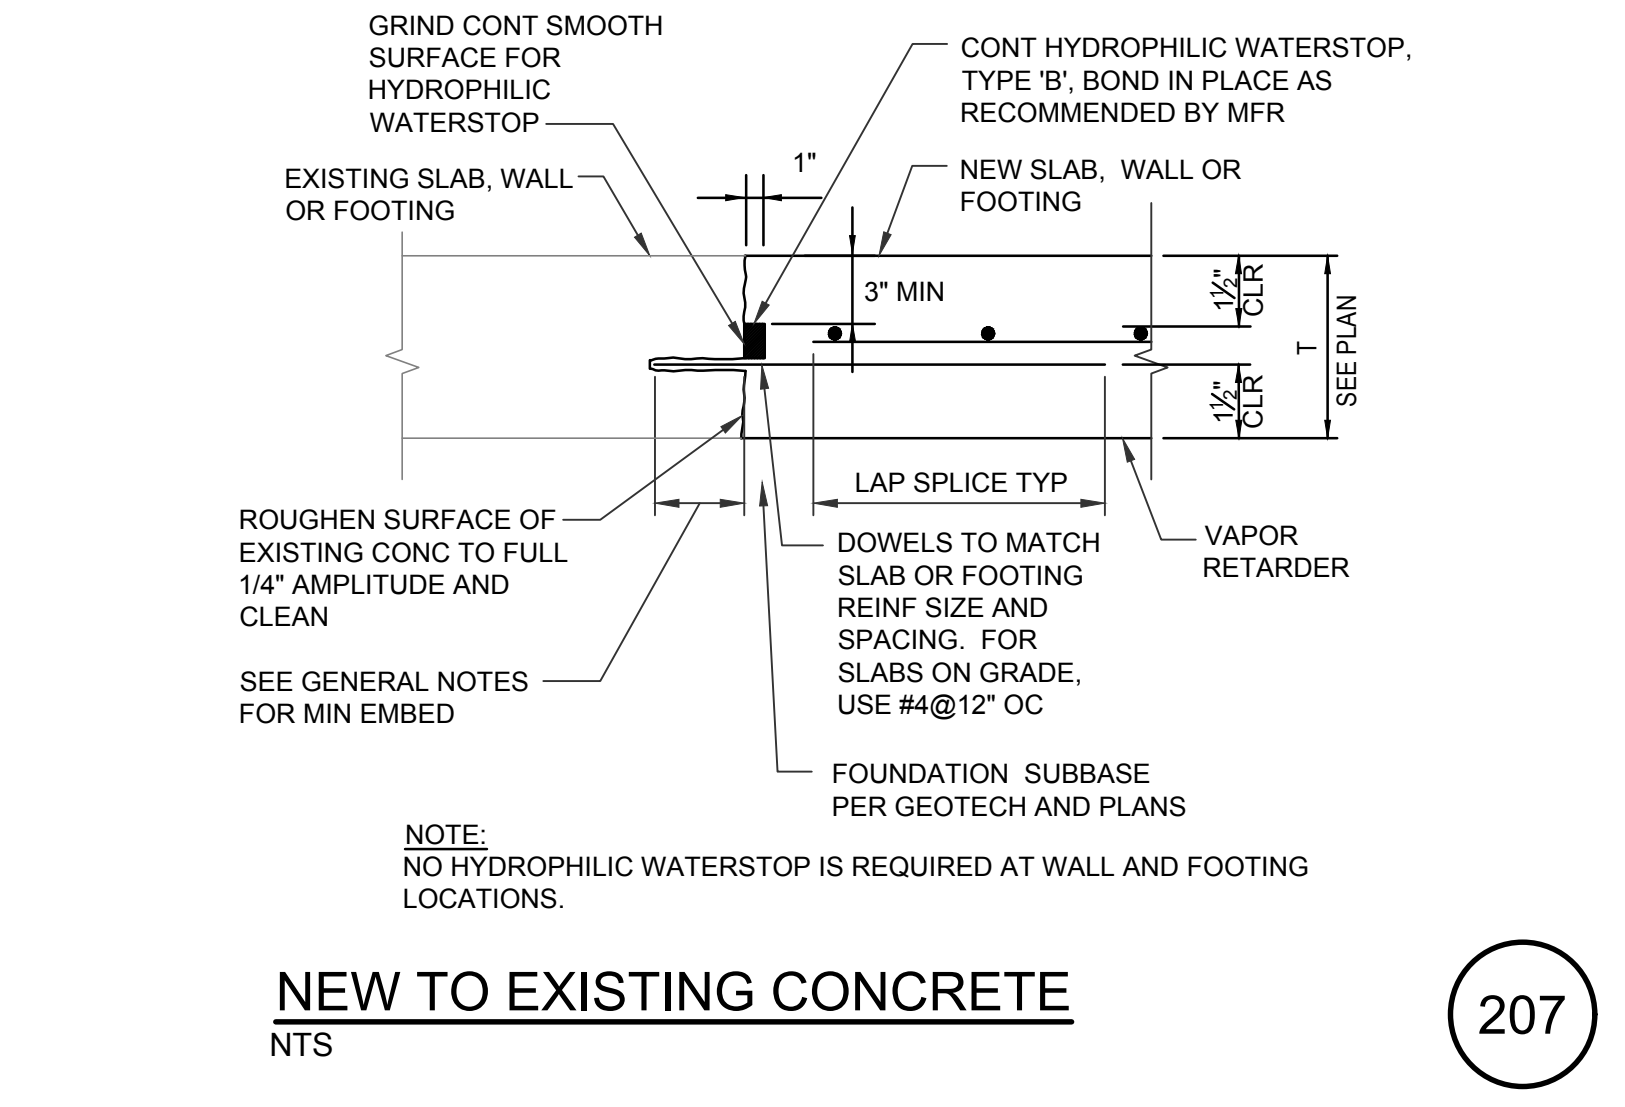 GRIND CONT SMOOTH
SURFACE FOR
HYDROPHILIC
WATERSTOP
CONT HYDROPHILIC WATERSTOP,
TYPE 'B', BOND IN PLACE AS
RECOMMENDED BY MFR
EXISTING SLAB, WALL
OR FOOTING
1"
NEW SLAB, WALL OR
FOOTING
3" MIN
1½"
CLR
T
SEE PLAN
1½"
CLR
LAP SPLICE TYP
ROUGHEN SURFACE OF
EXISTING CONC TO FULL
1/4" AMPLITUDE AND
CLEAN
SEE GENERAL NOTES
FOR MIN EMBED
DOWELS TO MATCH
SLAB OR FOOTING
REINF SIZE AND
SPACING. FOR
SLABS ON GRADE,
USE #4@12" OC
VAPOR
RETARDER
FOUNDATION SUBBASE
PER GEOTECH AND PLANS
NOTE:
NO HYDROPHILIC WATERSTOP IS REQUIRED AT WALL AND FOOTING
LOCATIONS.
NEW TO EXISTING CONCRETE
NTS
207